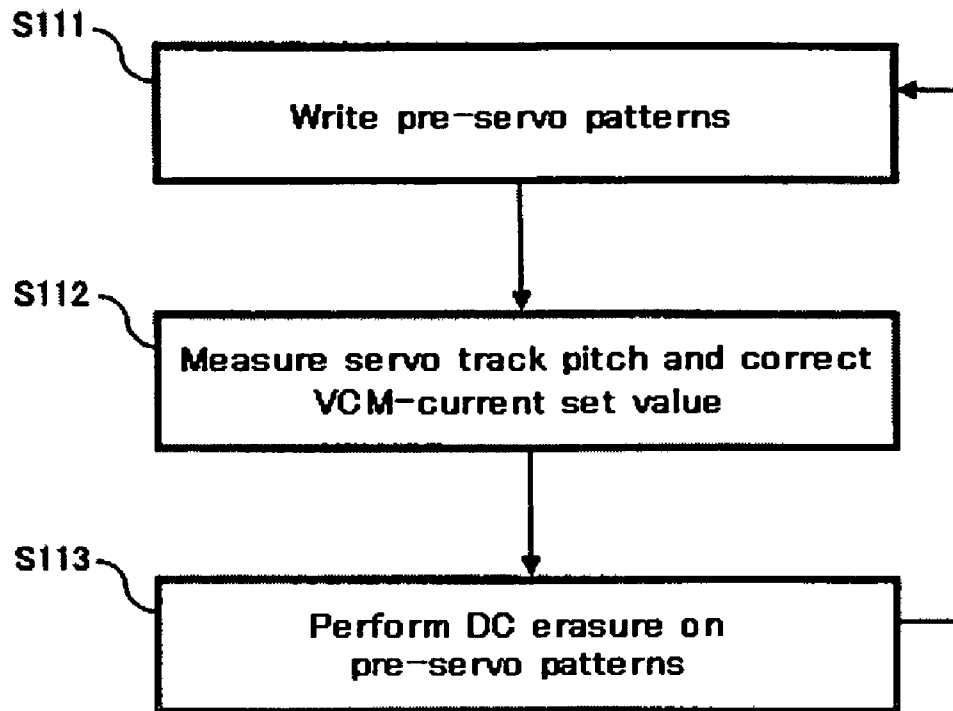 S111
Write pre-servo patterns
S112
Measure servo track pitch and correct
VCM-current set value
S113
Perform DC erasure on
pre-servo patterns